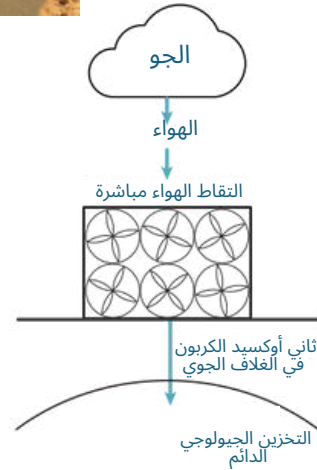 الجو
الهواء
التقاط الهواء مباشرة
ثاني أوكسيد الكربون
في الغلاف الجوي
التخزين الجيولوجي
الدائم